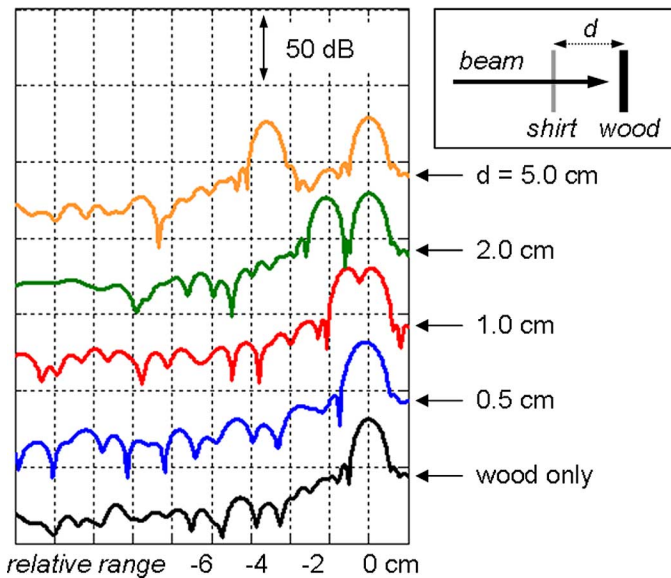 50 dB
d
beam
shirt wood
d = 5.0 cm
2.0 cm
1.0 cm
0.5 cm
wood only
relative range -6 -4 -2 0 cm